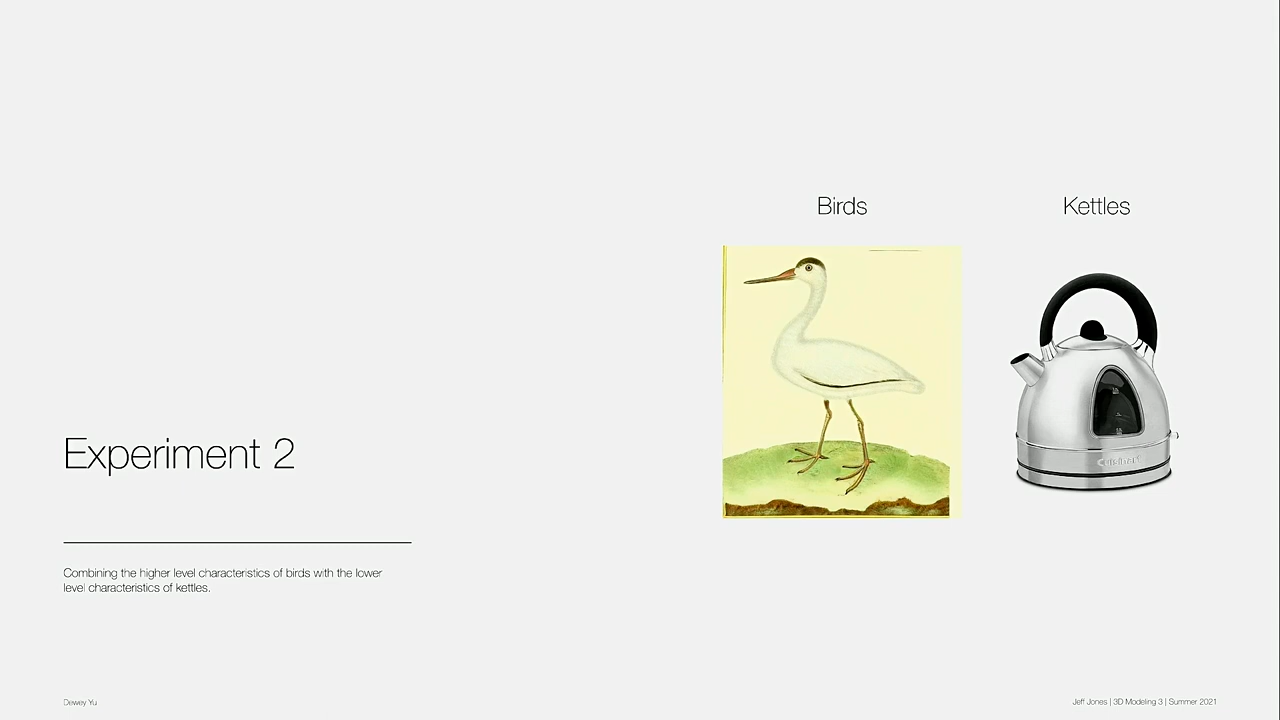 Birds
Kettles
Experiment 2
Combining the higher level characteristics of birds with the lower
level characteristics of kettles.
Cuisinart
Dewey Yu
Jeff Jones | 3D Modeling 3 | Summer 2021